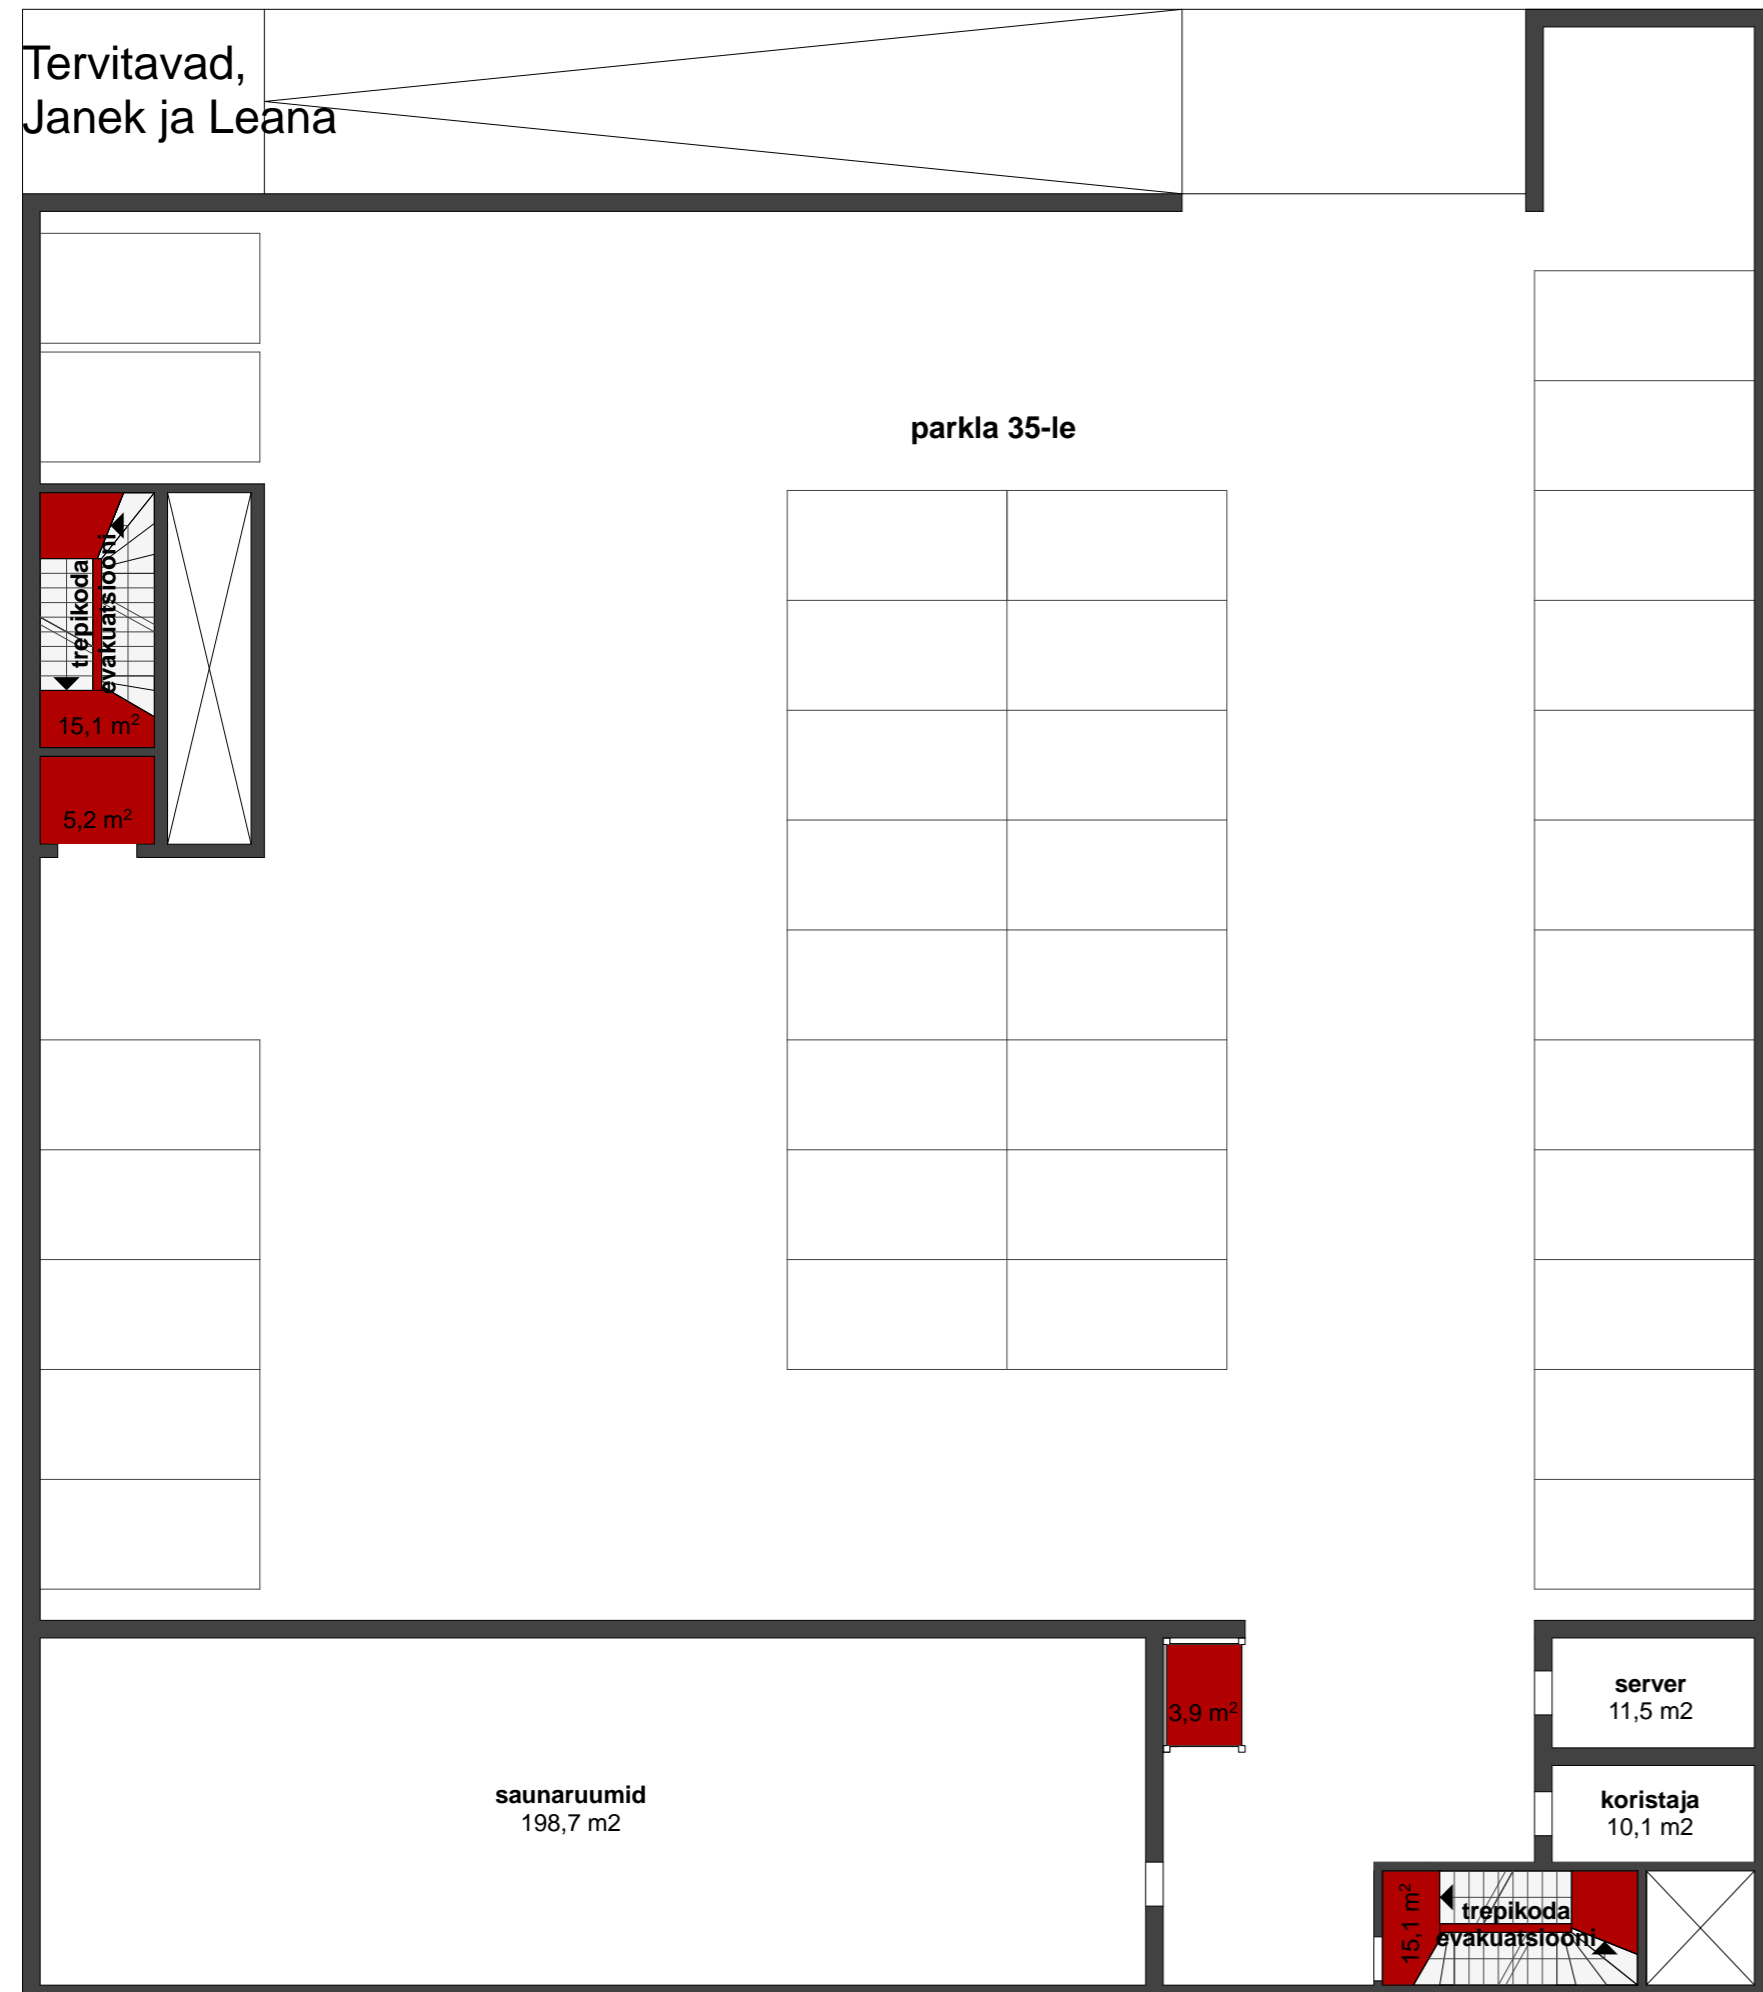 Tervitavad,
Janek ja Leana
parkla 35-le
trepikoda
evakuatsiooni
15,1 m²
5,2 m²
3,9 m²
server
11,5 m2
saunaruumid
198,7 m2
koristaja
10,1 m2
15,1 m²
trepikoda
evakuatsiooni